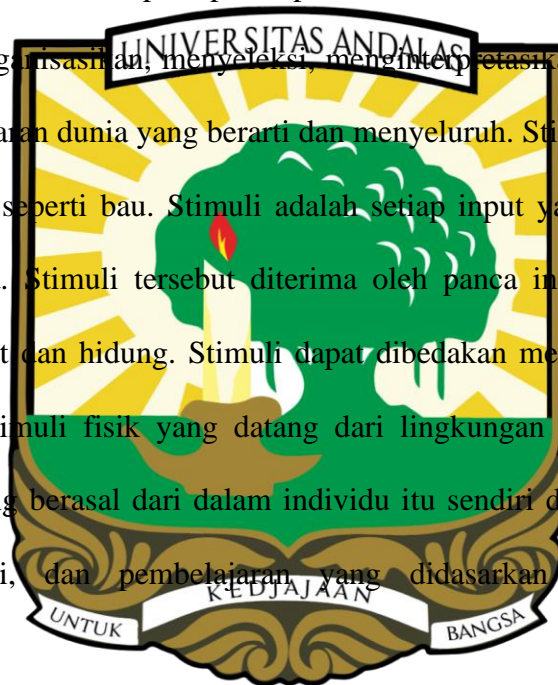 UNIVERSITAS ANDALAS
ganisasikan, menyeleksi, menginterpretasik
aran dunia yang berarti dan menyeluruh. Sti
seperti bau. Stimuli adalah setiap input ya
. Stimuli tersebut diterima oleh panca in
t dan hidung. Stimuli dapat dibedakan me
imuli fisik yang datang dari lingkungan
g berasal dari dalam individu itu sendiri d
i, dan pembelajaran yang didasarkan
KEDJAJAAN
UNTUK BANGSA